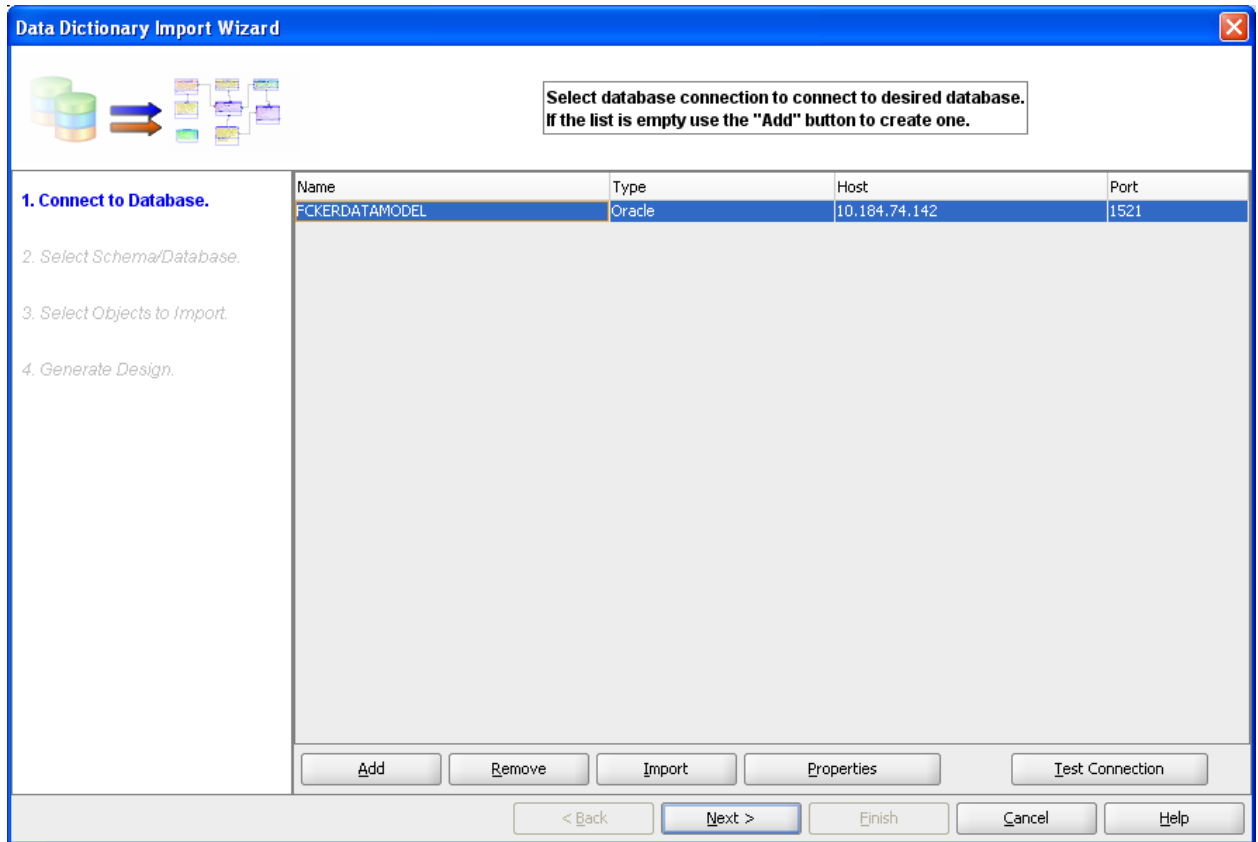 Data Dictionary Import Wizard
Select database connection to connect to desired database.
If the list is empty use the "Add" button to create one.
1. Connect to Database.
2. Select Schema/Database.
3. Select Objects to Import.
4. Generate Design.
Name Type Host Port
FCKERDATAMODEL Oracle 10.184.74.142 1521
Add Remove Import Properties Test Connection
< Back Next > Finish Cancel Help